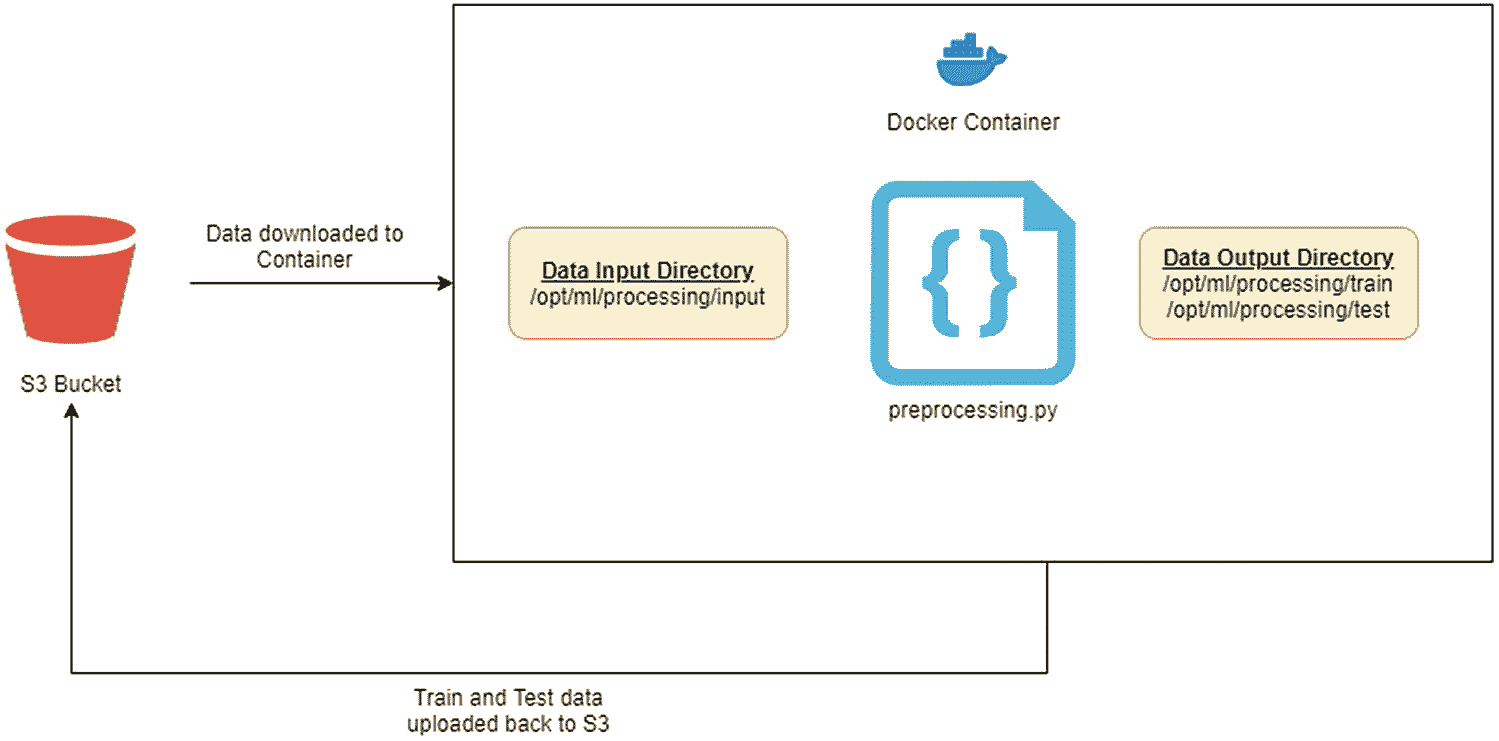 Docker Container
Data downloaded to
Container
Data Input Directory
/opt/ml/processing/input
{ }
Data Output Directory
/opt/ml/processing/train
/opt/ml/processing/test
S3 Bucket
preprocessing.py
Train and Test data
uploaded back to S3